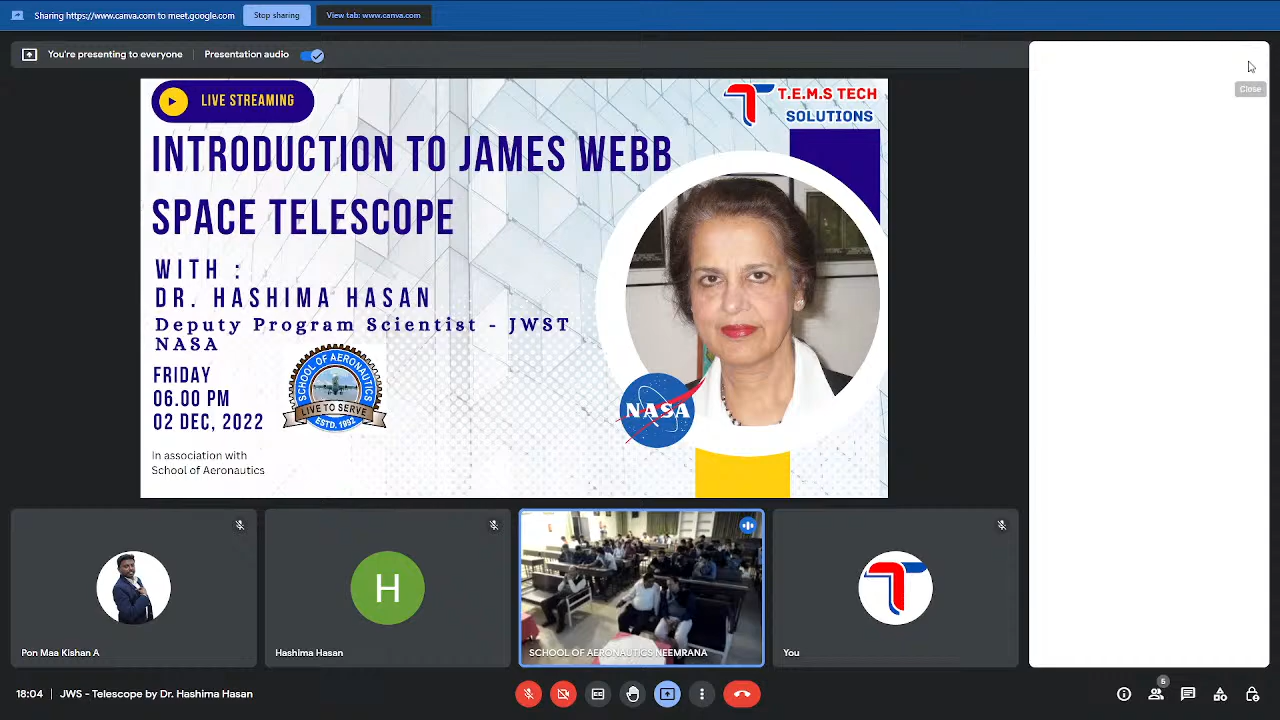 Sharing https://www.canva.com to meet.google.com
Stop sharing
View tab: www.canva.com
You're presenting to everyone
Presentation audio
Close
LIVE STREAMING
T.E.M.S TECH
SOLUTIONS
INTRODUCTION TO JAMES WEBB
SPACE TELESCOPE
WITH :
DR. HASHIMA HASAN
Deputy Program Scientist - JWST
NASA
FRIDAY
06.00 PM
02 DEC, 2022
SCHOOL OF AERONAUTICS
LIVE TO SERVE
ESTD. 1992
NASA
In association with
School of Aeronautics
H
Pon Maa Kishan A
Hashima Hasan
SCHOOL OF AERONAUTICS NEEMRANA
You
18:04 | JWS - Telescope by Dr. Hashima Hasan
5